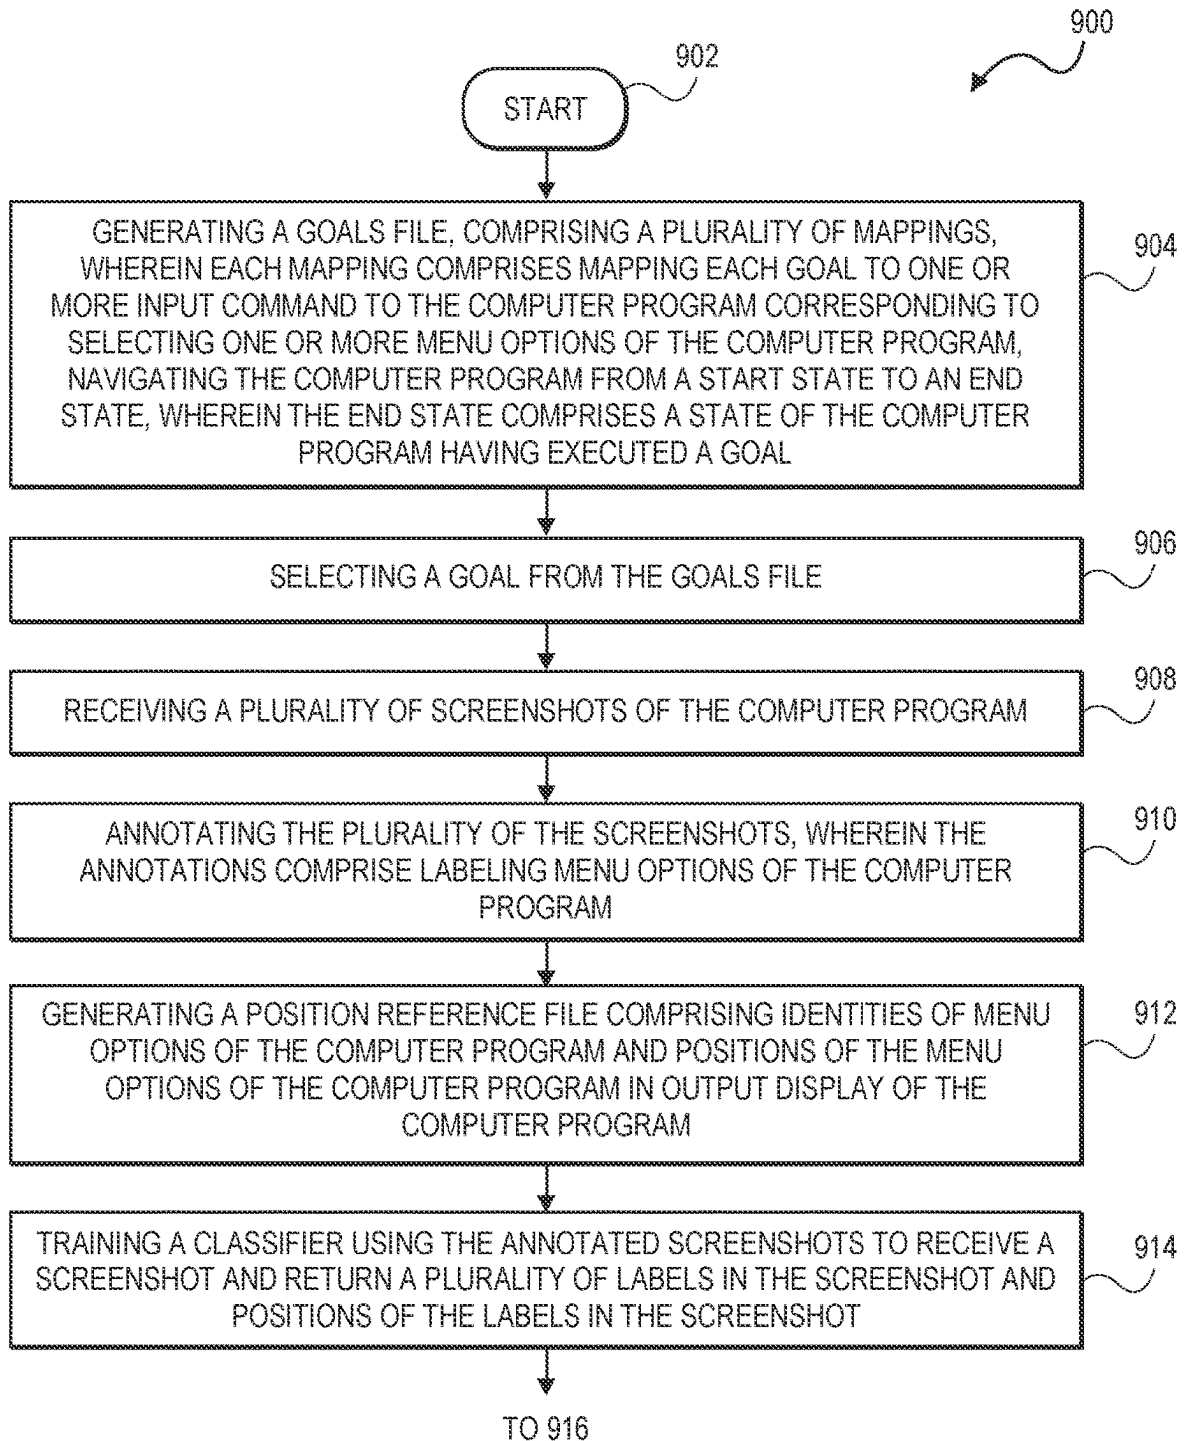 900
902
START
904
GENERATING A GOALS FILE, COMPRISING A PLURALITY OF MAPPINGS,
WHEREIN EACH MAPPING COMPRISES MAPPING EACH GOAL TO ONE OR
MORE INPUT COMMAND TO THE COMPUTER PROGRAM CORRESPONDING TO
SELECTING ONE OR MORE MENU OPTIONS OF THE COMPUTER PROGRAM,
NAVIGATING THE COMPUTER PROGRAM FROM A START STATE TO AN END
STATE, WHEREIN THE END STATE COMPRISES A STATE OF THE COMPUTER
PROGRAM HAVING EXECUTED A GOAL
906
SELECTING A GOAL FROM THE GOALS FILE
908
RECEIVING A PLURALITY OF SCREENSHOTS OF THE COMPUTER PROGRAM
910
ANNOTATING THE PLURALITY OF THE SCREENSHOTS, WHEREIN THE
ANNOTATIONS COMPRISE LABELING MENU OPTIONS OF THE COMPUTER
PROGRAM
912
GENERATING A POSITION REFERENCE FILE COMPRISING IDENTITIES OF MENU
OPTIONS OF THE COMPUTER PROGRAM AND POSITIONS OF THE MENU
OPTIONS OF THE COMPUTER PROGRAM IN OUTPUT DISPLAY OF THE
COMPUTER PROGRAM
914
TRAINING A CLASSIFIER USING THE ANNOTATED SCREENSHOTS TO RECEIVE A
SCREENSHOT AND RETURN A PLURALITY OF LABELS IN THE SCREENSHOT AND
POSITIONS OF THE LABELS IN THE SCREENSHOT
TO 916